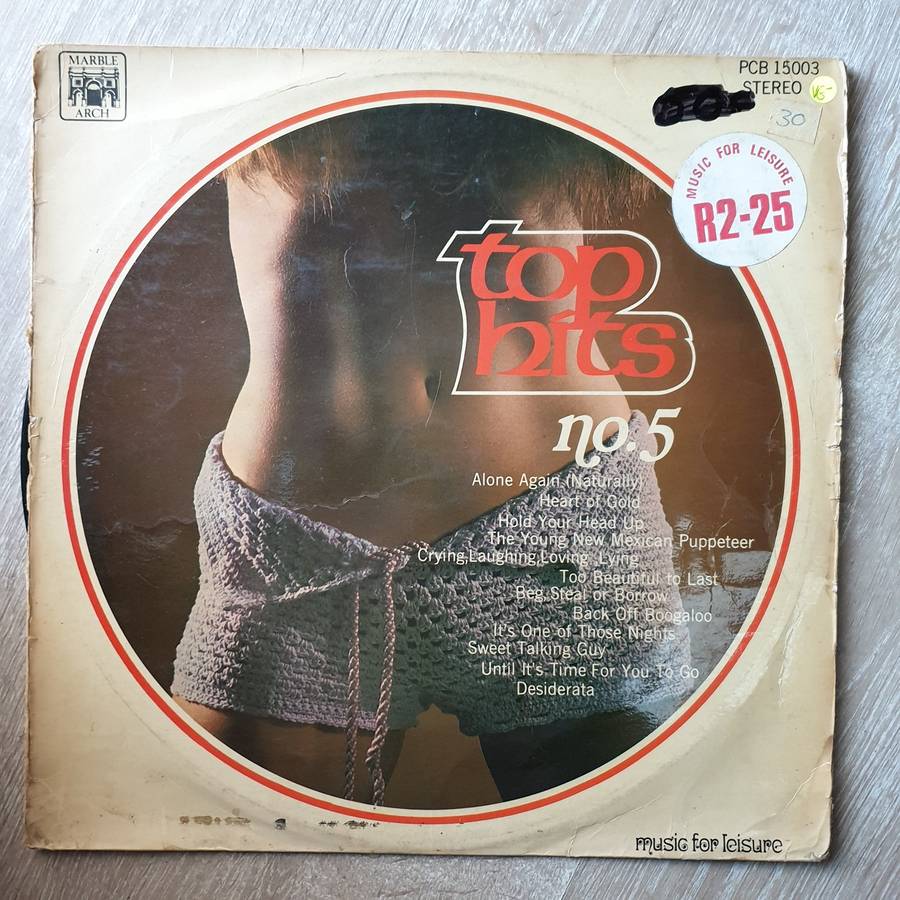 MARBLE
ARCH
PCB 15003
STEREO
VG-
30
MUSIC FOR LEISURE
R2-25
top
hits
no.5
Alone Again (Naturally)
Heart of Gold
Hold Your Head Up
The Young New Mexican Puppeteer
Crying,Laughing,Loving Lying
Too Beautiful to Last
Beg,Steal or Borrow
Back Off Boogaloo
It's One of Those Nights
Sweet Talking Guy
Until It's Time For You To Go
Desiderata
music for leisure